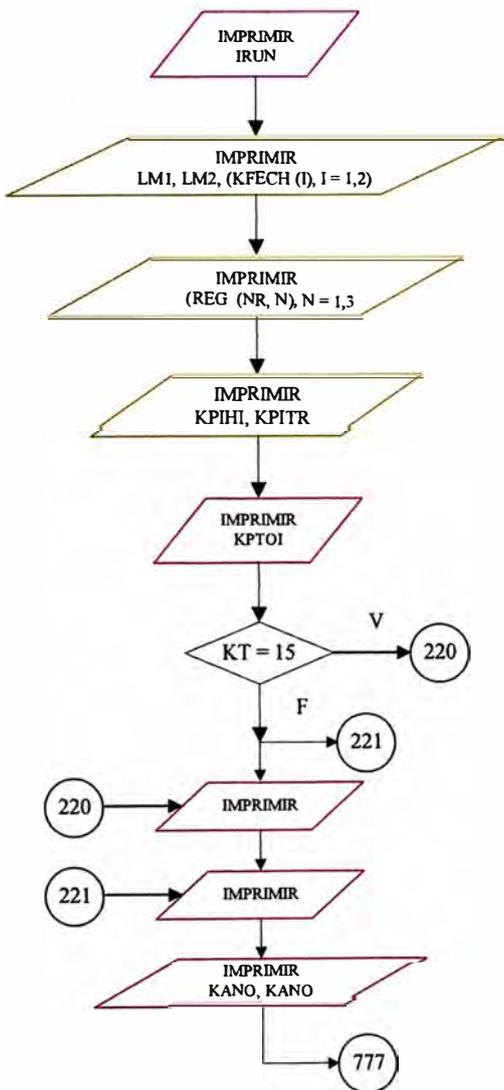 IMPRIMIR
IRUN
IMPRIMIR
LM1, LM2, (KFECH (I), I = 1,2)
IMPRIMIR
(REG (NR, N), N = 1,3
IMPRIMIR
KPIHI, KPITR
IMPRIMIR
KPTOI
KT = 15
V
220
F
221
220
IMPRIMIR
221
IMPRIMIR
IMPRIMIR
KANO, KANO
777